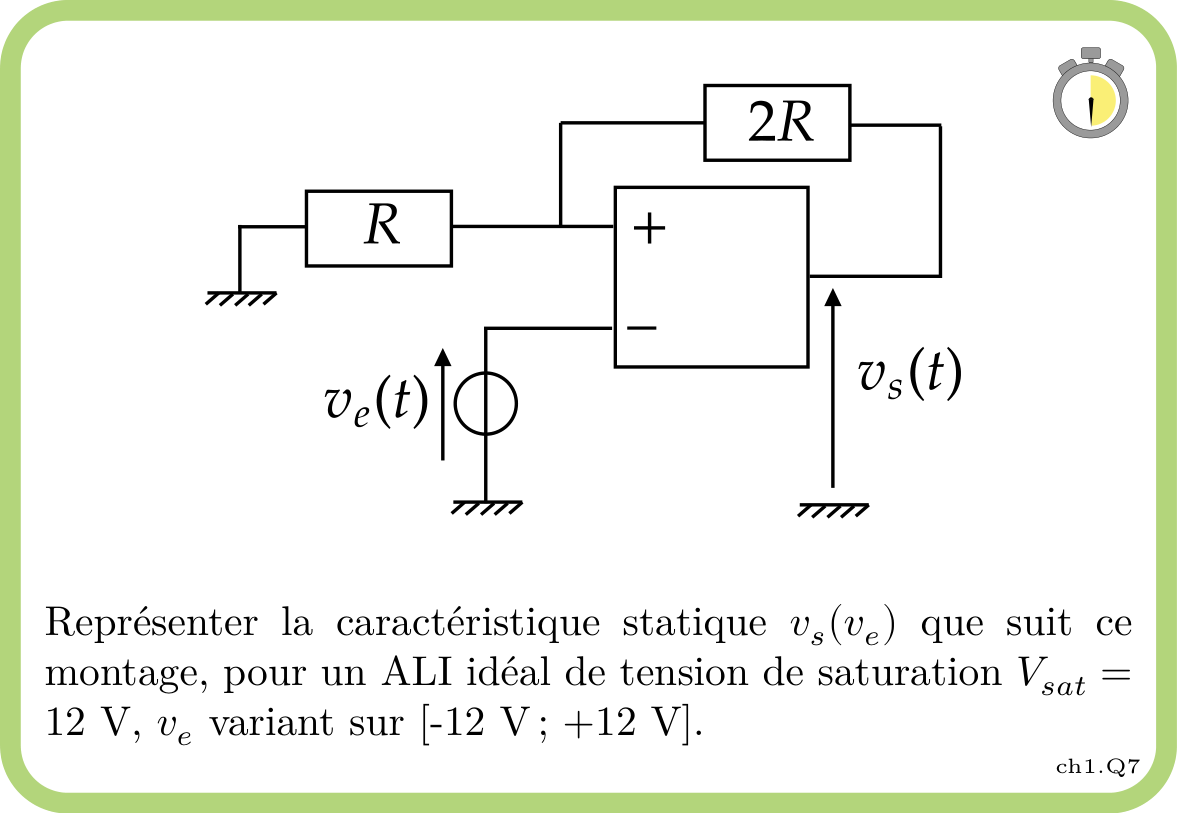 2R
R
+
−
v_e(t)
v_s(t)
Représenter la caractéristique statique v_s(v_e) que suit ce
montage, pour un ALI idéal de tension de saturation V_{sat} =
12 V, v_e variant sur [-12 V ; +12 V].
ch1.Q7